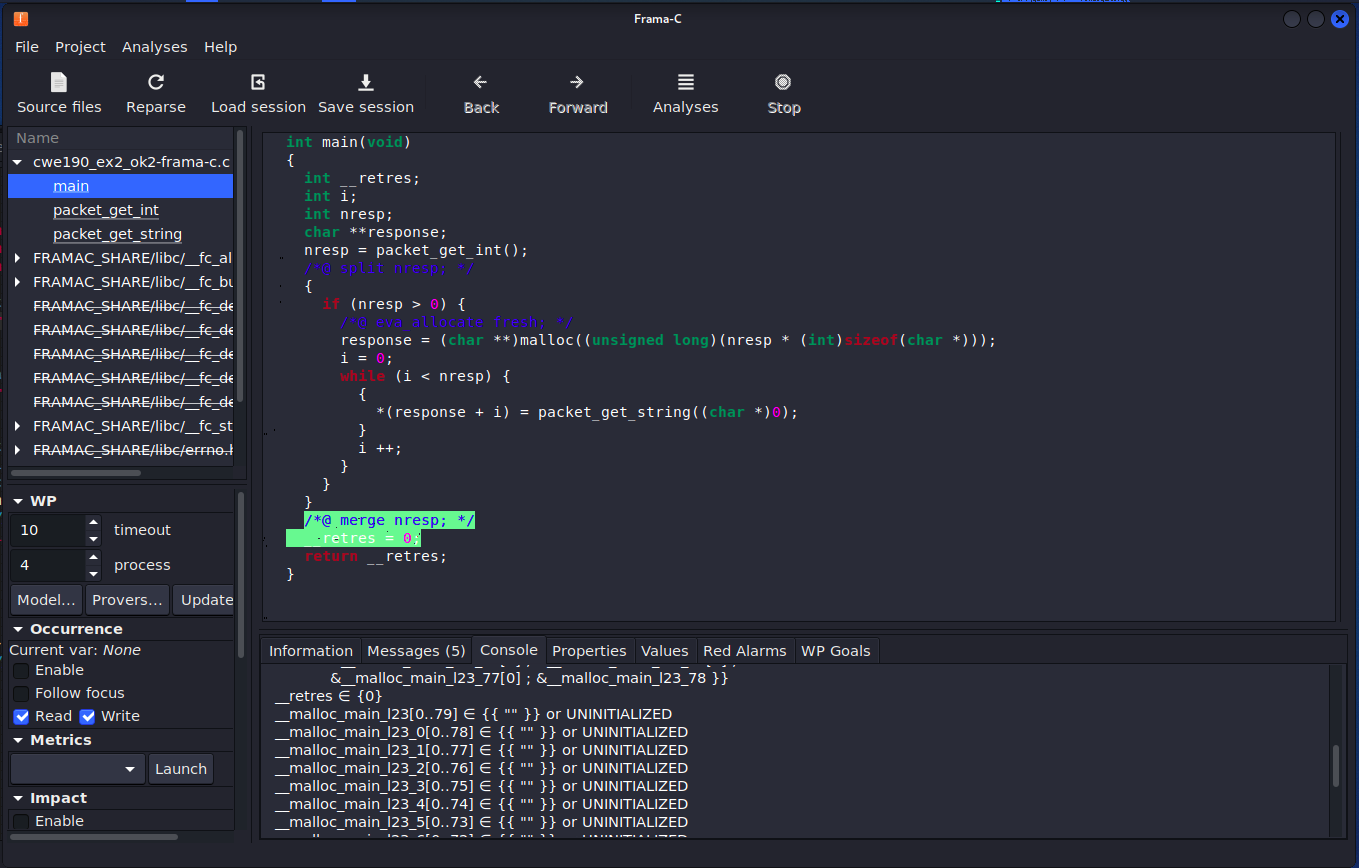 Frama-C
File Project Analyses Help
Source files Reparse Load session Save session Back Forward Analyses Stop
Name
cwe190_ex2_ok2-frama-c.c
main
packet_get_int
packet_get_string
FRAMAC_SHARE/libc/__fc_al
FRAMAC_SHARE/libc/__fc_bu
FRAMAC_SHARE/libc/__fc_de
FRAMAC_SHARE/libc/__fc_de
FRAMAC_SHARE/libc/__fc_de
FRAMAC_SHARE/libc/__fc_de
FRAMAC_SHARE/libc/__fc_de
FRAMAC_SHARE/libc/__fc_st
FRAMAC_SHARE/libc/errno.h
WP
10 timeout
4 process
Model... Provers... Update
Occurrence
Current var: None
Enable
Follow focus
Read Write
Metrics
Launch
Impact
Enable
int main(void)
{
int __retres;
int i;
int nresp;
char **response;
nresp = packet_get_int();
/*@ split nresp; */
{
if (nresp > 0) {
/*@ eva_allocate fresh; */
response = (char **)malloc((unsigned long)(nresp * (int)sizeof(char *)));
i = 0;
while (i < nresp) {
{
*(response + i) = packet_get_string((char *)0);
}
i ++;
}
}
}
/*@ merge nresp; */
__retres = 0;
return __retres;
}
Information Messages (5) Console Properties Values Red Alarms WP Goals
&__malloc_main_l23_77[0] ; &__malloc_main_l23_78 }}
__retres ∈ {0}
__malloc_main_l23[0..79] ∈ {{ "" }} or UNINITIALIZED
__malloc_main_l23_0[0..78] ∈ {{ "" }} or UNINITIALIZED
__malloc_main_l23_1[0..77] ∈ {{ "" }} or UNINITIALIZED
__malloc_main_l23_2[0..76] ∈ {{ "" }} or UNINITIALIZED
__malloc_main_l23_3[0..75] ∈ {{ "" }} or UNINITIALIZED
__malloc_main_l23_4[0..74] ∈ {{ "" }} or UNINITIALIZED
__malloc_main_l23_5[0..73] ∈ {{ "" }} or UNINITIALIZED